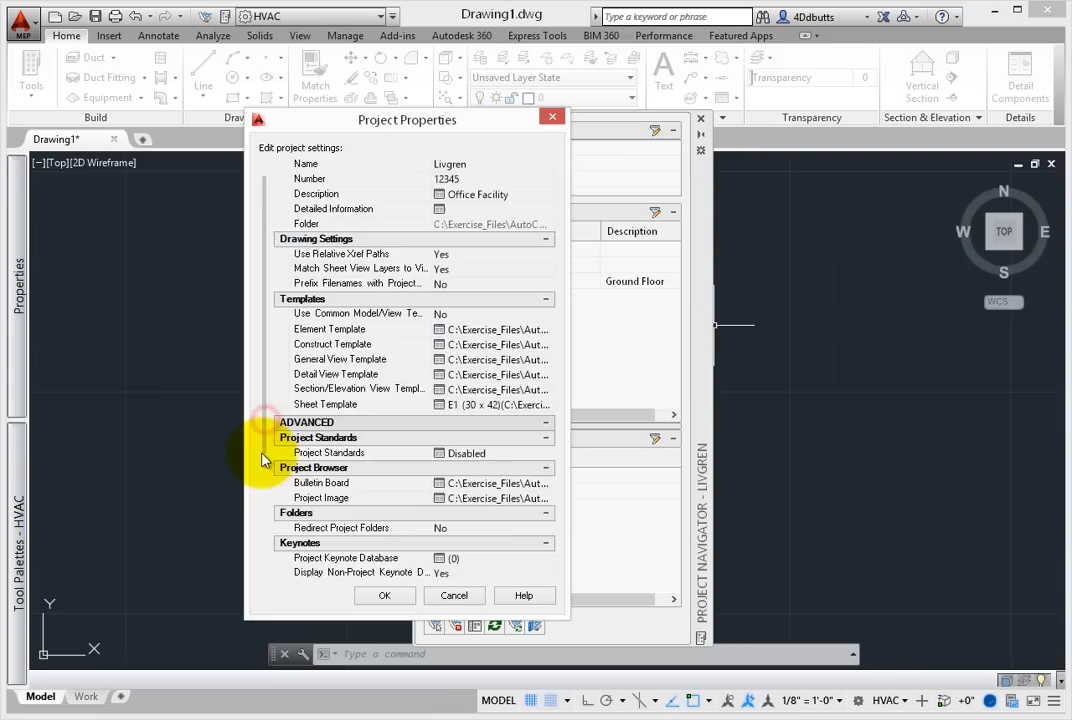 HVAC
Drawing1.dwg
Type a keyword or phrase
4Ddbutts
MEP
Home Insert Annotate Analyze Solids View Manage Add-ins Autodesk 360 Express Tools BIM 360 Performance Featured Apps
Tools
Duct
Duct Fitting
Equipment
Line
Match
Properties
Unsaved Layer State
0
Text
Transparency 0
Vertical
Section
Detail
Components
Build
Transparency
Section & Elevation
Details
Drawing1*
[−][Top][2D Wireframe]
Project Properties
Edit project settings:
Name Livgren
Number 12345
Description Office Facility
Detailed Information
Folder C:\Exercise_Files\AutoC...
Drawing Settings
Use Relative Xref Paths Yes
Match Sheet View Layers to Vi... Yes
Prefix Filenames with Project... No
Templates
Use Common Model/View Te... No
Element Template C:\Exercise_Files\Aut...
Construct Template C:\Exercise_Files\Aut...
General View Template C:\Exercise_Files\Aut...
Detail View Template C:\Exercise_Files\Aut...
Section/Elevation View Templ... C:\Exercise_Files\Aut...
Sheet Template E1 (30 x 42)(C:\Exerci...
ADVANCED
Project Standards
Project Standards Disabled
Project Browser
Bulletin Board C:\Exercise_Files\Aut...
Project Image C:\Exercise_Files\Aut...
Folders
Redirect Project Folders No
Keynotes
Project Keynote Database (0)
Display Non-Project Keynote D... Yes
OK Cancel Help
Description
Ground Floor
PROJECT NAVIGATOR - LIVGREN
Properties
Tool Palettes - HVAC
N
W TOP E
S
WCS
Y
X
Type a command
Model Work
MODEL 1/8" = 1'-0" HVAC +0"